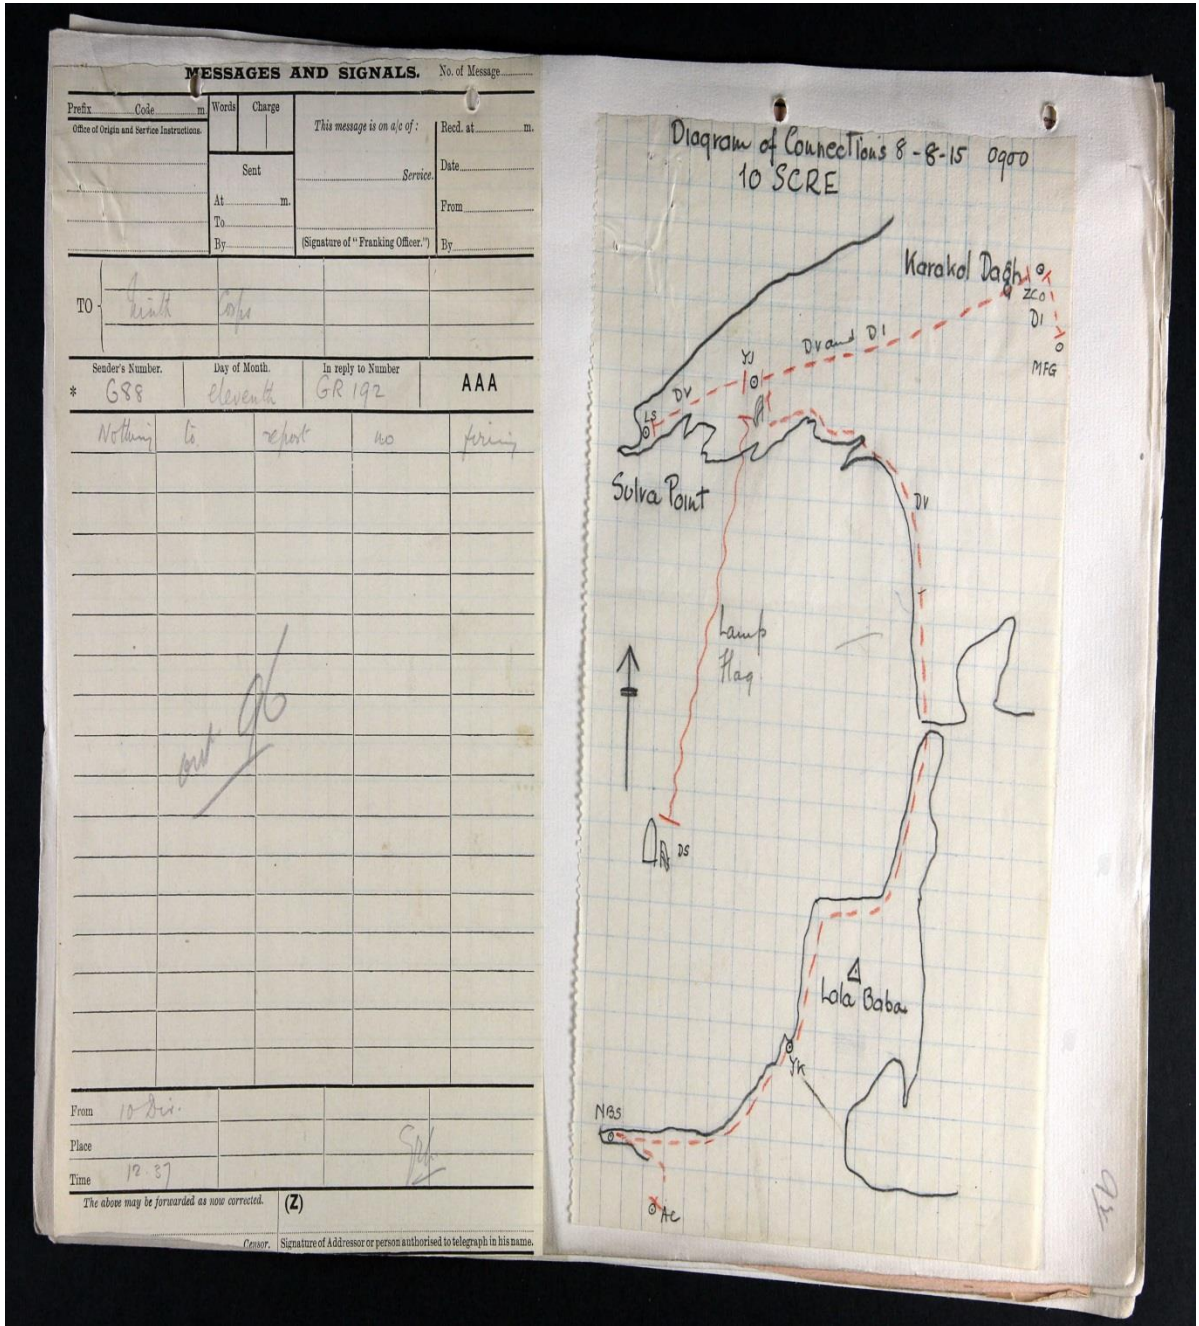 MESSAGES AND SIGNALS. No. of Message
Prefix Code m
Words Charge
This message is on a/c of :
Recd. at m.
Office of Origin and Service Instructions.
Sent
Service.
Date
At m.
From
To
By
(Signature of "Franking Officer.")
By
TO
Ninth Corps
Sender's Number. Day of Month. In reply to Number
AAA
* G88 eleventh GR 192
Nothing to report no firing
out 96
From 10 Div.
Place
Time 12.37
The above may be forwarded as now corrected. (Z)
Censor. Signature of Addressor or person authorised to telegraph in his name.
Diagram of Connections 8-8-15 0900
10 SCRE
Karakol Dagh
ZCO
DI
MFG
DV and DI
YJ
DV
LS
Sulva Point
DV
Lamp
Flag
DS
Lala Baba
YK
NBS
AC